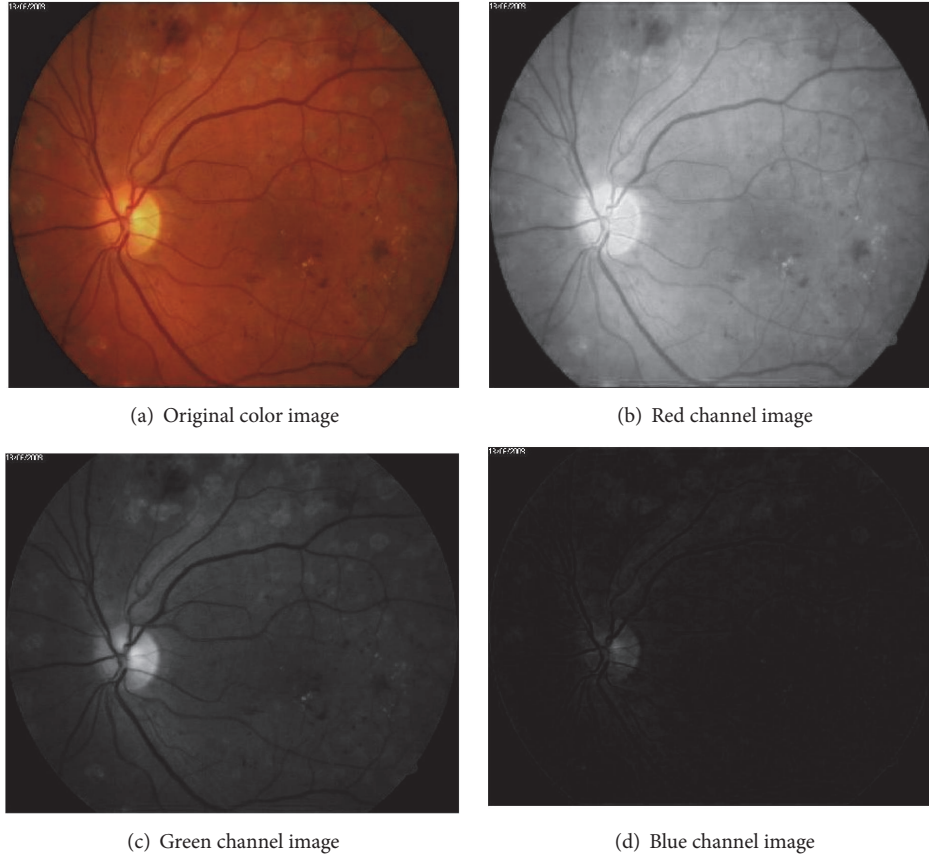 (a) Original color image
(b) Red channel image
(c) Green channel image
(d) Blue channel image